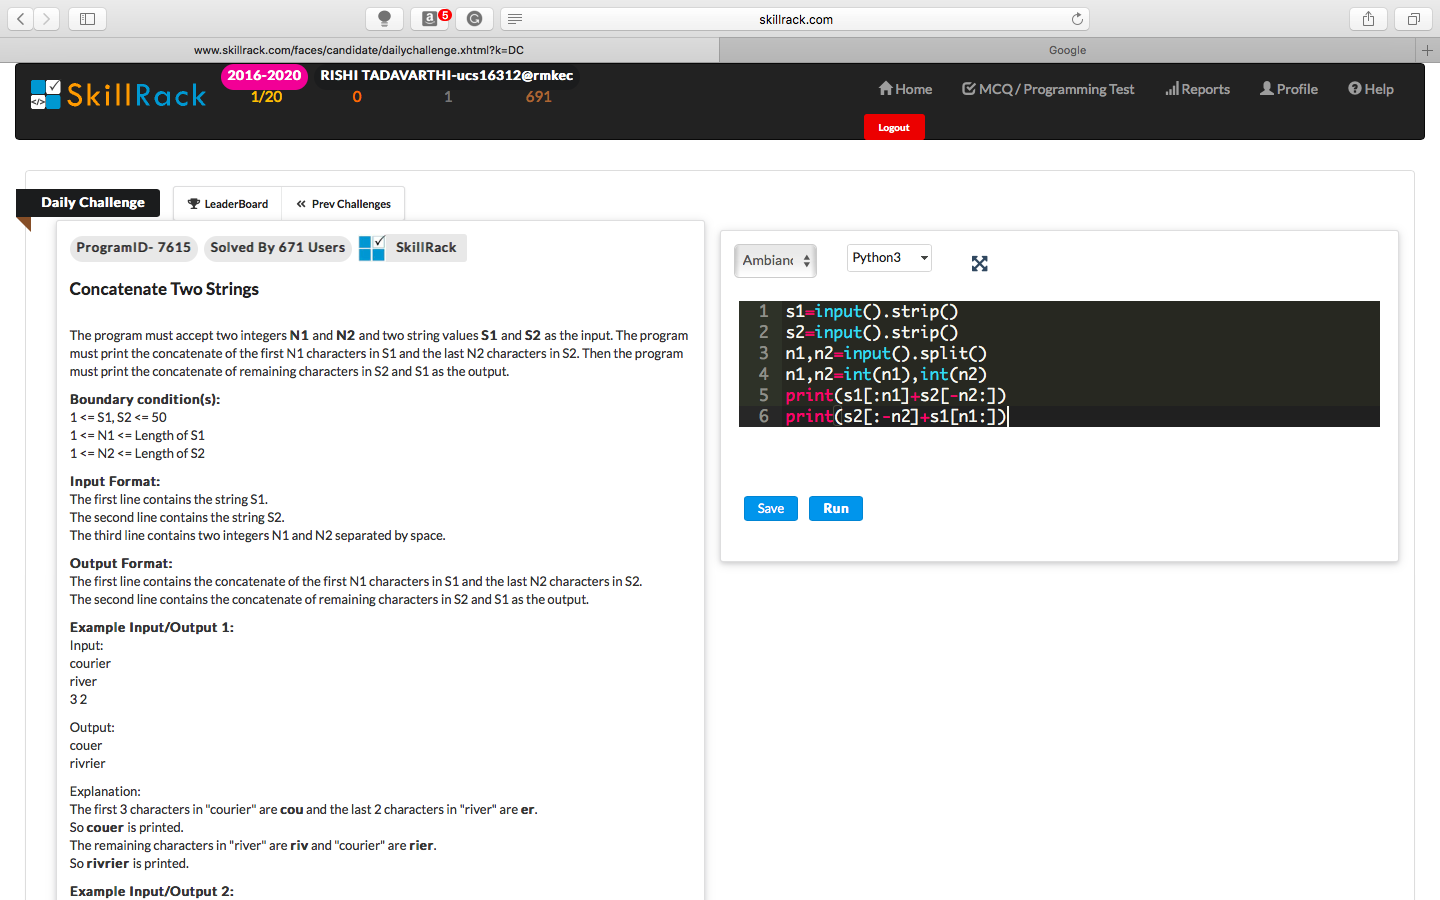 skillrack.com
5
www.skillrack.com/faces/candidate/dailychallenge.xhtml?k=DC
Google
SkillRack
2016-2020 RISHI TADAVARTHI-ucs16312@rmkec
1/20 0 1 691
Home MCQ / Programming Test Reports Profile Help
Logout
Daily Challenge
LeaderBoard
Prev Challenges
ProgramID- 7615 Solved By 671 Users SkillRack
Concatenate Two Strings
The program must accept two integers N1 and N2 and two string values S1 and S2 as the input. The program
must print the concatenate of the first N1 characters in S1 and the last N2 characters in S2. Then the program
must print the concatenate of remaining characters in S2 and S1 as the output.
Boundary condition(s):
1 <= S1, S2 <= 50
1 <= N1 <= Length of S1
1 <= N2 <= Length of S2
Input Format:
The first line contains the string S1.
The second line contains the string S2.
The third line contains two integers N1 and N2 separated by space.
Output Format:
The first line contains the concatenate of the first N1 characters in S1 and the last N2 characters in S2.
The second line contains the concatenate of remaining characters in S2 and S1 as the output.
Example Input/Output 1:
Input:
courier
river
3 2
Output:
couer
rivrier
Explanation:
The first 3 characters in "courier" are cou and the last 2 characters in "river" are er.
So couer is printed.
The remaining characters in "river" are riv and "courier" are rier.
So rivrier is printed.
Example Input/Output 2:
Ambianc
Python3
1 s1=input().strip()
2 s2=input().strip()
3 n1,n2=input().split()
4 n1,n2=int(n1),int(n2)
5 print(s1[:n1]+s2[-n2:])
6 print(s2[:-n2]+s1[n1:])
Save
Run